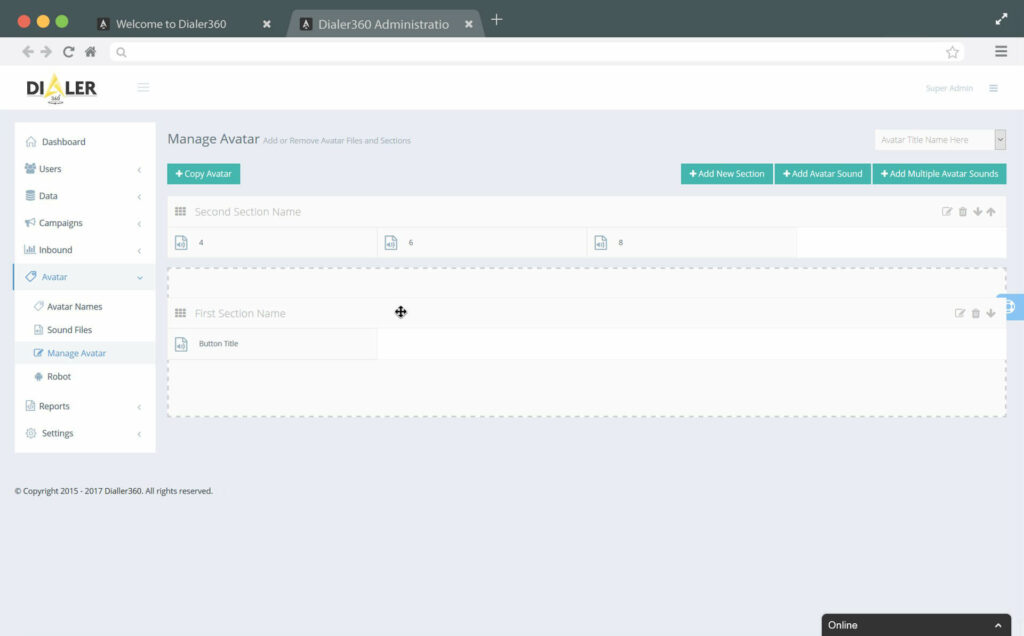 Welcome to Dialer360
Dialer360 Administratio
DIALER
360
Super Admin
Dashboard
Users
Data
Campaigns
Inbound
Avatar
Avatar Names
Sound Files
Manage Avatar
Robot
Reports
Settings
Manage Avatar Add or Remove Avatar Files and Sections
Avatar Title Name Here
Copy Avatar
Add New Section
Add Avatar Sound
Add Multiple Avatar Sounds
Second Section Name
4 6 8
First Section Name
Button Title
© Copyright 2015 - 2017 Dialler360. All rights reserved.
Online